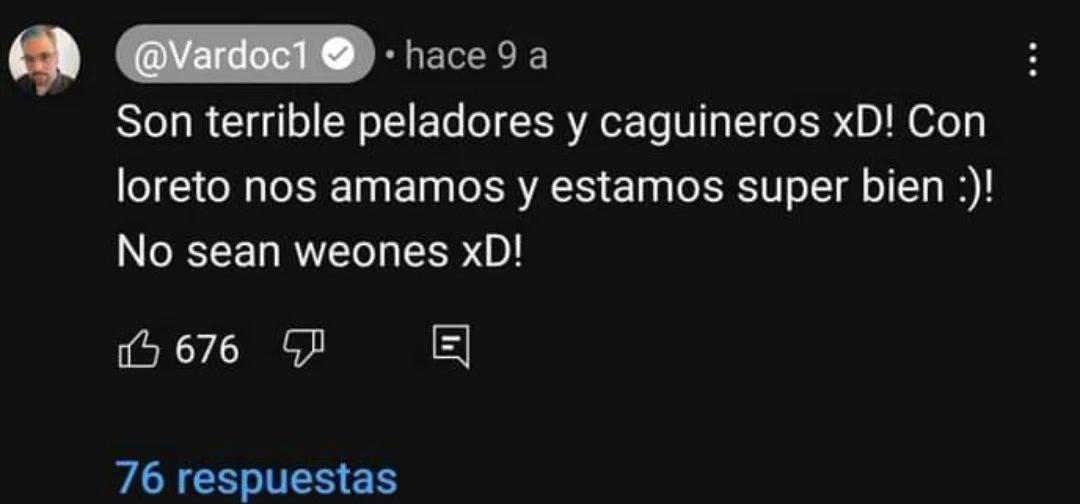 @Vardoc1 • hace 9 a
Son terrible peladores y caguineros xD! Con
loreto nos amamos y estamos super bien :)!
No sean weones xD!
676
76 respuestas